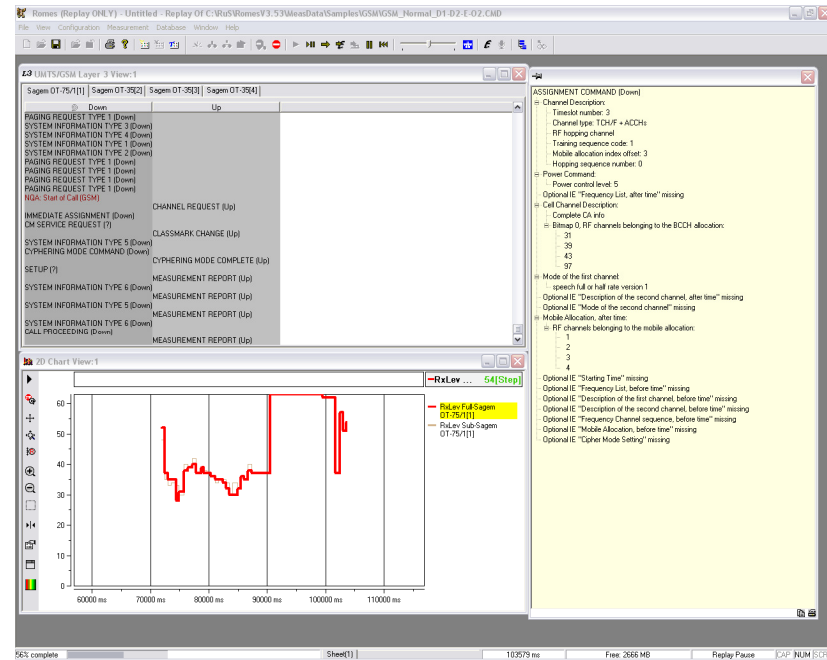 Romes (Replay ONLY) - Untitled - Replay Of C:\RuS\RomesV3.53\MeasData\Samples\GSM\GSM_Normal_D1-D2-E-O2.CMD
File View Configuration Measurement Database Window Help
L3 UMTS/GSM Layer 3 View:1
Sagem OT-75/1[1] Sagem OT-35[2] Sagem OT-35[3] Sagem OT-35[4]
Down Up
PAGING REQUEST TYPE 1 (Down)
SYSTEM INFORMATION TYPE 3 (Down)
SYSTEM INFORMATION TYPE 4 (Down)
SYSTEM INFORMATION TYPE 1 (Down)
SYSTEM INFORMATION TYPE 2 (Down)
PAGING REQUEST TYPE 1 (Down)
PAGING REQUEST TYPE 1 (Down)
PAGING REQUEST TYPE 1 (Down)
PAGING REQUEST TYPE 1 (Down)
NQA: Start of Call (GSM)
CHANNEL REQUEST (Up)
IMMEDIATE ASSIGNMENT (Down)
CM SERVICE REQUEST (?)
CLASSMARK CHANGE (Up)
SYSTEM INFORMATION TYPE 5 (Down)
CYPHERING MODE COMMAND (Down)
CYPHERING MODE COMPLETE (Up)
SETUP (?)
MEASUREMENT REPORT (Up)
SYSTEM INFORMATION TYPE 6 (Down)
MEASUREMENT REPORT (Up)
SYSTEM INFORMATION TYPE 5 (Down)
MEASUREMENT REPORT (Up)
SYSTEM INFORMATION TYPE 6 (Down)
CALL PROCEEDING (Down)
MEASUREMENT REPORT (Up)
2D Chart View:1
RxLev ... 54[Step]
60
50
40
30
20
10
0
60000 ms 70000 ms 80000 ms 90000 ms 100000 ms 110000 ms
RxLev Full-Sagem
OT-75/1[1]
RxLev Sub-Sagem
OT-75/1[1]
ASSIGNMENT COMMAND (Down)
Channel Description:
Timeslot number: 3
Channel type: TCH/F + ACCHs
RF hopping channel
Training sequence code: 1
Mobile allocation index offset: 3
Hopping sequence number: 0
Power Command:
Power control level: 5
Optional IE "Frequency List, after time" missing
Cell Channel Description:
Complete CA info
Bitmap 0, RF channels belonging to the BCCH allocation:
31
39
43
97
Mode of the first channel:
speech full or half rate version 1
Optional IE "Description of the second channel, after time" missing
Optional IE "Mode of the second channel" missing
Mobile Allocation, after time:
RF channels belonging to the mobile allocation:
1
2
3
4
Optional IE "Starting Time" missing
Optional IE "Frequency List, before time" missing
Optional IE "Description of the first channel, before time" missing
Optional IE "Description of the second channel, before time" missing
Optional IE "Frequency Channel sequence, before time" missing
Optional IE "Mobile Allocation, before time" missing
Optional IE "Cipher Mode Setting" missing
56% complete Sheet(1) 103579 ms Free: 2666 MB Replay Pause CAP NUM SCR